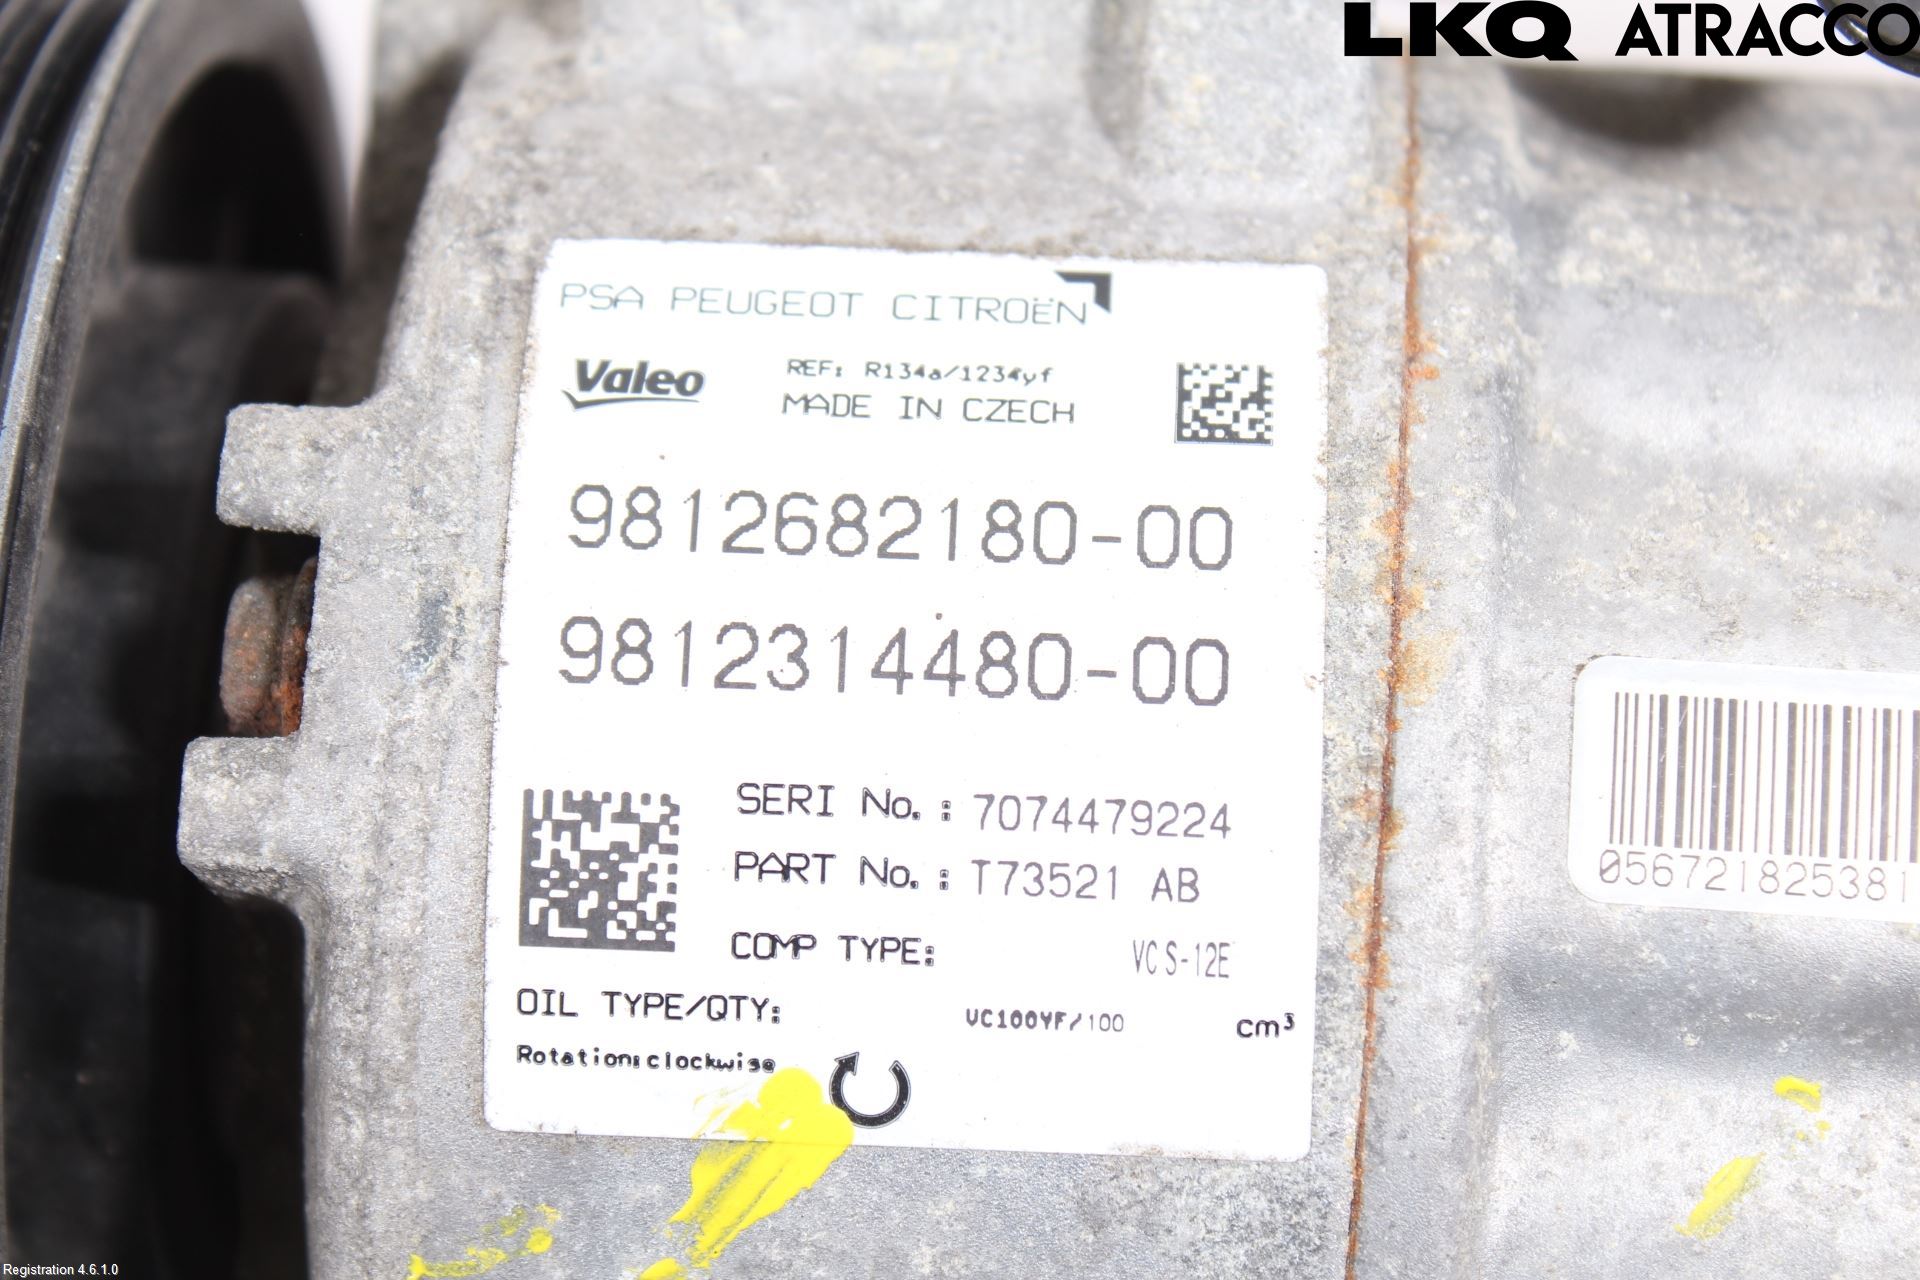 LKQ ATRACCO
PSA PEUGEOT CITROËN
Valeo
REF: R134a/1234yf
MADE IN CZECH
9812682180-00
9812314480-00
SERI No.: 7074479224
PART No.: T73521 AB
COMP TYPE: VCS-12E
OIL TYPE/QTY: VC100YF/100 cm³
Rotation:clockwise
056721825381
Registration 4.6.1.0